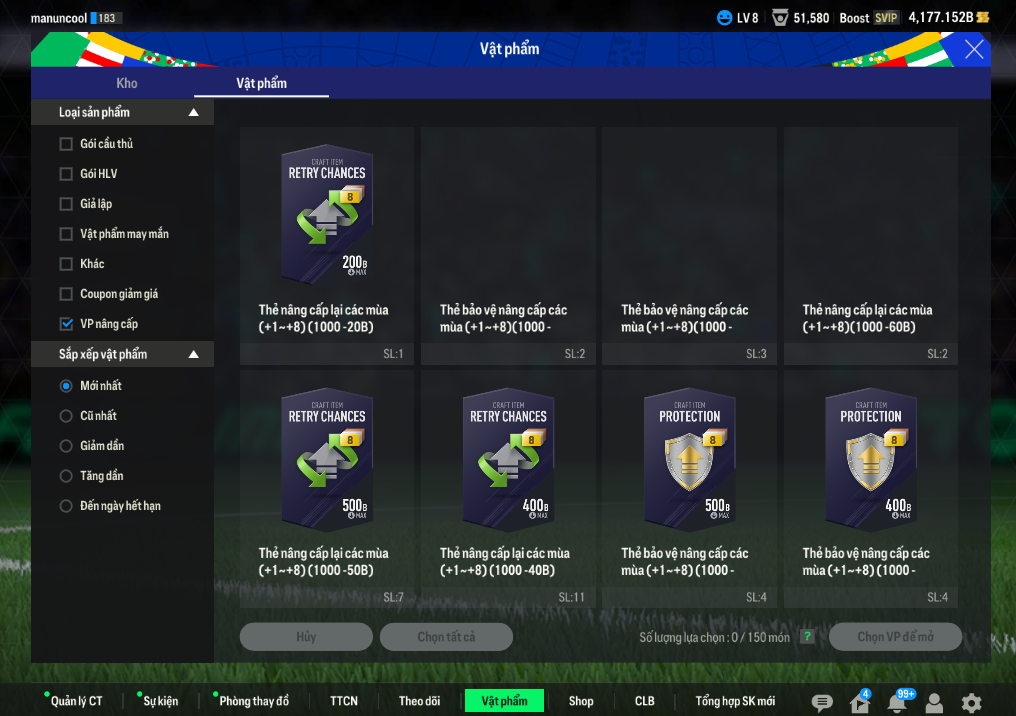 manuncool 183
LV 8 51,580 Boost SVIP 4,177.152B
Vật phẩm
Kho Vật phẩm
Loại sản phẩm
Gói cầu thủ
Gói HLV
Giả lập
Vật phẩm may mắn
Khác
Coupon giảm giá
VP nâng cấp
Sắp xếp vật phẩm
Mới nhất
Cũ nhất
Giảm dần
Tăng dần
Đến ngày hết hạn
CRAFT ITEM
RETRY CHANCES
8
200B
MAX
Thẻ nâng cấp lại các mùa
(+1~+8) (1000 -20B)
SL:1
Thẻ bảo vệ nâng cấp các
mùa (+1~+8)(1000 -
SL:2
Thẻ bảo vệ nâng cấp các
mùa (+1~+8)(1000 -
SL:3
Thẻ nâng cấp lại các mùa
(+1~+8)(1000 -60B)
SL:2
CRAFT ITEM
RETRY CHANCES
8
500B
MAX
Thẻ nâng cấp lại các mùa
(+1~+8) (1000 -50B)
SL:7
CRAFT ITEM
RETRY CHANCES
8
400B
MAX
Thẻ nâng cấp lại các mùa
(+1~+8) (1000 -40B)
SL:11
CRAFT ITEM
PROTECTION
8
500B
MAX
Thẻ bảo vệ nâng cấp các
mùa (+1~+8) (1000 -
SL:4
CRAFT ITEM
PROTECTION
8
400B
MAX
Thẻ bảo vệ nâng cấp các
mùa (+1~+8) (1000 -
SL:4
Hủy Chọn tất cả Số lượng lựa chọn : 0 / 150 món ? Chọn VP để mở
Quản lý CT Sự kiện Phòng thay đồ TTCN Theo dõi Vật phẩm Shop CLB Tổng hợp SK mới 4 99+